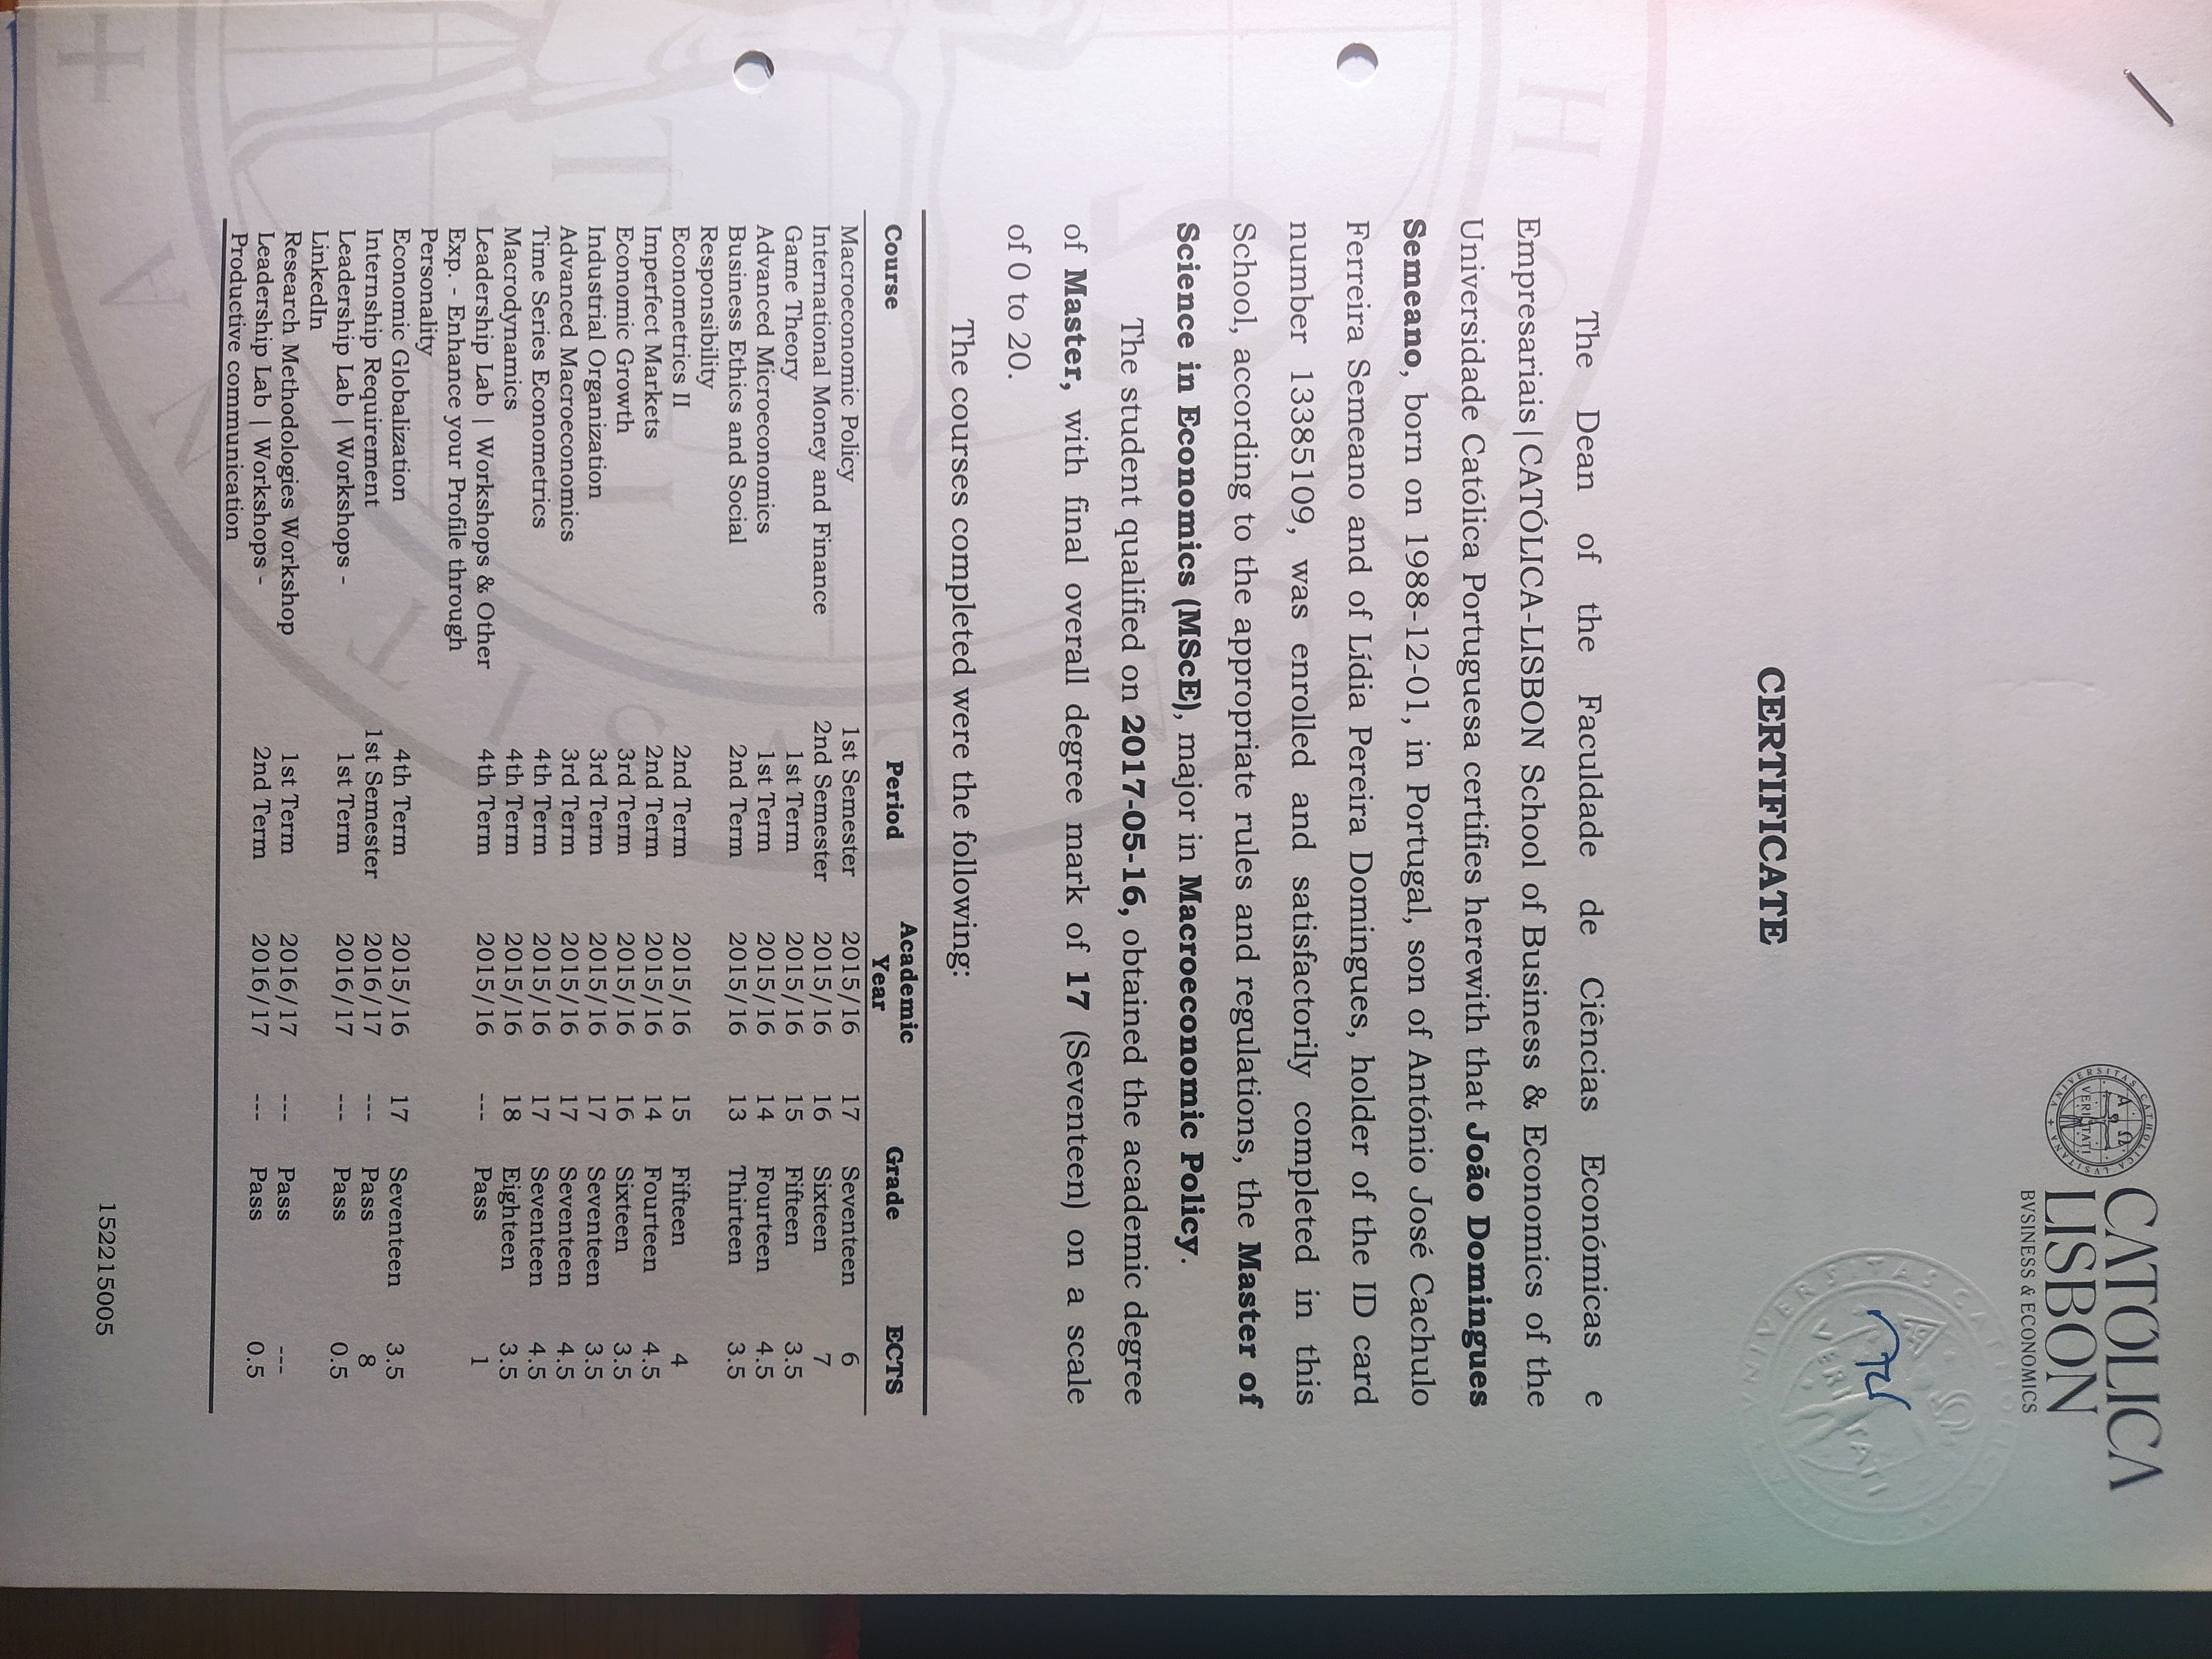 CATÓLICA
LISBON
BVSINESS & ECONOMICS
CERTIFICATE
The Dean of the Faculdade de Ciências Económicas e
Empresariais|CATÓLICA-LISBON School of Business & Economics of the
Universidade Católica Portuguesa certifies herewith that João Domingues
Semeano, born on 1988-12-01, in Portugal, son of António José Cachulo
Ferreira Semeano and of Lídia Pereira Domingues, holder of the ID card
number 13385109, was enrolled and satisfactorily completed in this
School, according to the appropriate rules and regulations, the Master of
Science in Economics (MScE), major in Macroeconomic Policy.
The student qualified on 2017-05-16, obtained the academic degree
of Master, with final overall degree mark of 17 (Seventeen) on a scale
of 0 to 20.
The courses completed were the following:
Course Period Academic Year Grade ECTS
Macroeconomic Policy 1st Semester 2015/16 17 Seventeen 6
International Money and Finance 2nd Semester 2015/16 16 Sixteen 7
Game Theory 1st Term 2015/16 15 Fifteen 3.5
Advanced Microeconomics 1st Term 2015/16 14 Fourteen 4.5
Business Ethics and Social 2nd Term 2015/16 13 Thirteen 3.5
Responsibility
Econometrics II 2nd Term 2015/16 15 Fifteen 4
Imperfect Markets 2nd Term 2015/16 14 Fourteen 4.5
Economic Growth 3rd Term 2015/16 16 Sixteen 3.5
Industrial Organization 3rd Term 2015/16 17 Seventeen 3.5
Advanced Macroeconomics 3rd Term 2015/16 17 Seventeen 4.5
Time Series Econometrics 4th Term 2015/16 17 Seventeen 4.5
Macrodynamics 4th Term 2015/16 18 Eighteen 3.5
Leadership Lab | Workshops & Other 4th Term 2015/16 --- Pass 1
Exp. - Enhance your Profile through
Personality
Economic Globalization 4th Term 2015/16 17 Seventeen 3.5
Internship Requirement 1st Semester 2016/17 --- Pass 8
Leadership Lab | Workshops - 1st Term 2016/17 --- Pass 0.5
LinkedIn
Research Methodologies Workshop 1st Term 2016/17 --- Pass ---
Leadership Lab | Workshops - 2nd Term 2016/17 --- Pass 0.5
Productive communication
152215005